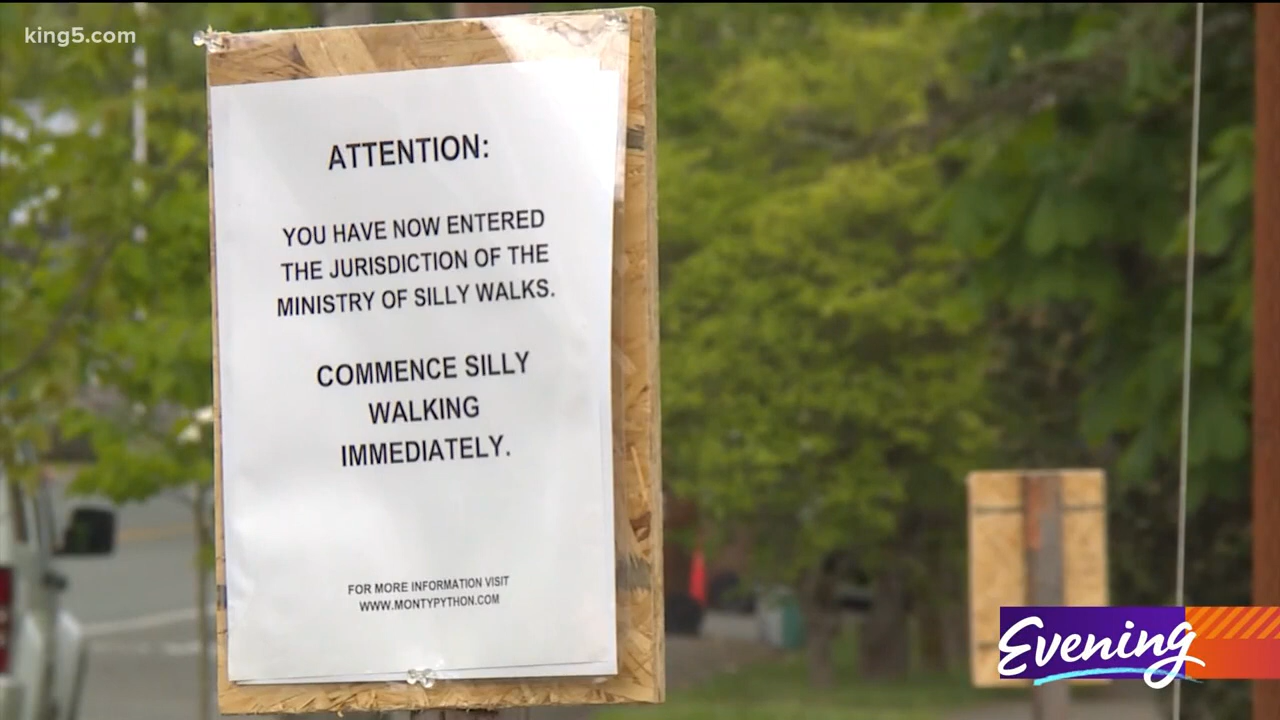 king5.com
ATTENTION:
YOU HAVE NOW ENTERED
THE JURISDICTION OF THE
MINISTRY OF SILLY WALKS.
COMMENCE SILLY
WALKING
IMMEDIATELY.
FOR MORE INFORMATION VISIT
WWW.MONTYPYTHON.COM
Evening